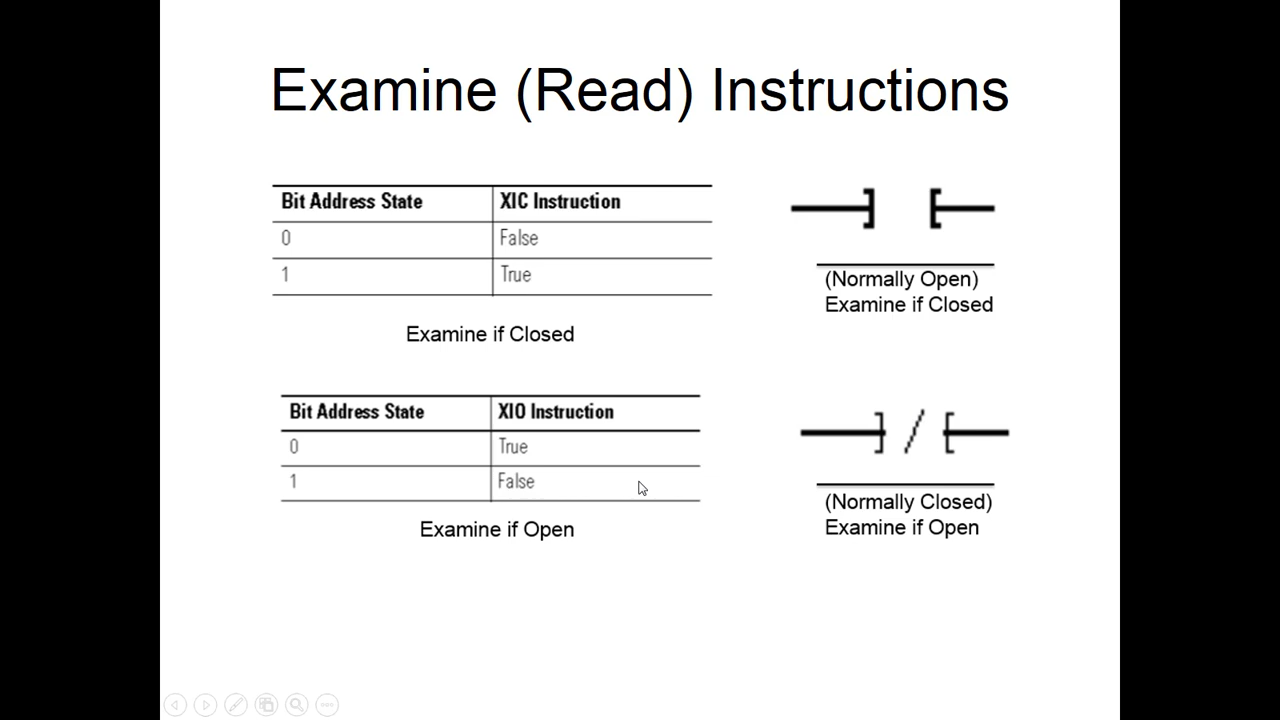 Examine (Read) Instructions
Bit Address State XIC Instruction
0 False
1 True
Examine if Closed
(Normally Open)
Examine if Closed
Bit Address State XIO Instruction
0 True
1 False
Examine if Open
(Normally Closed)
Examine if Open